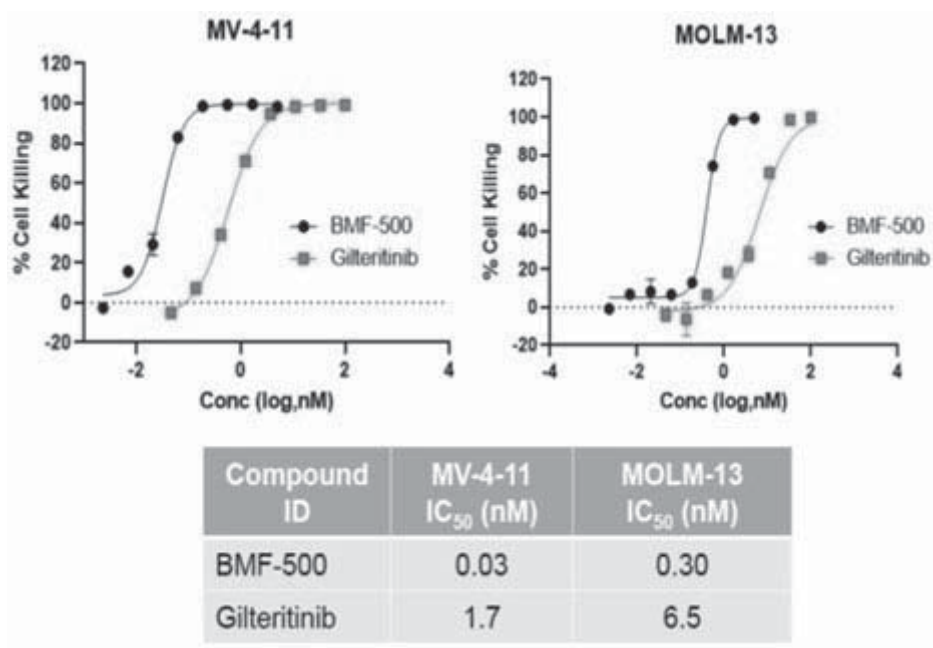 MV-4-11
120
100
80
60
40
20
0
-20
% Cell Killing
BMF-500
Gilteritinib
-2
0
2
4
Conc (log,nM)
MOLM-13
120
100
80
60
40
20
0
-20
% Cell Killing
BMF-500
Gilteritinib
-4
-2
0
2
4
Conc (log,nM)
Compound ID MV-4-11 IC50 (nM) MOLM-13 IC50 (nM)
BMF-500 0.03 0.30
Gilteritinib 1.7 6.5